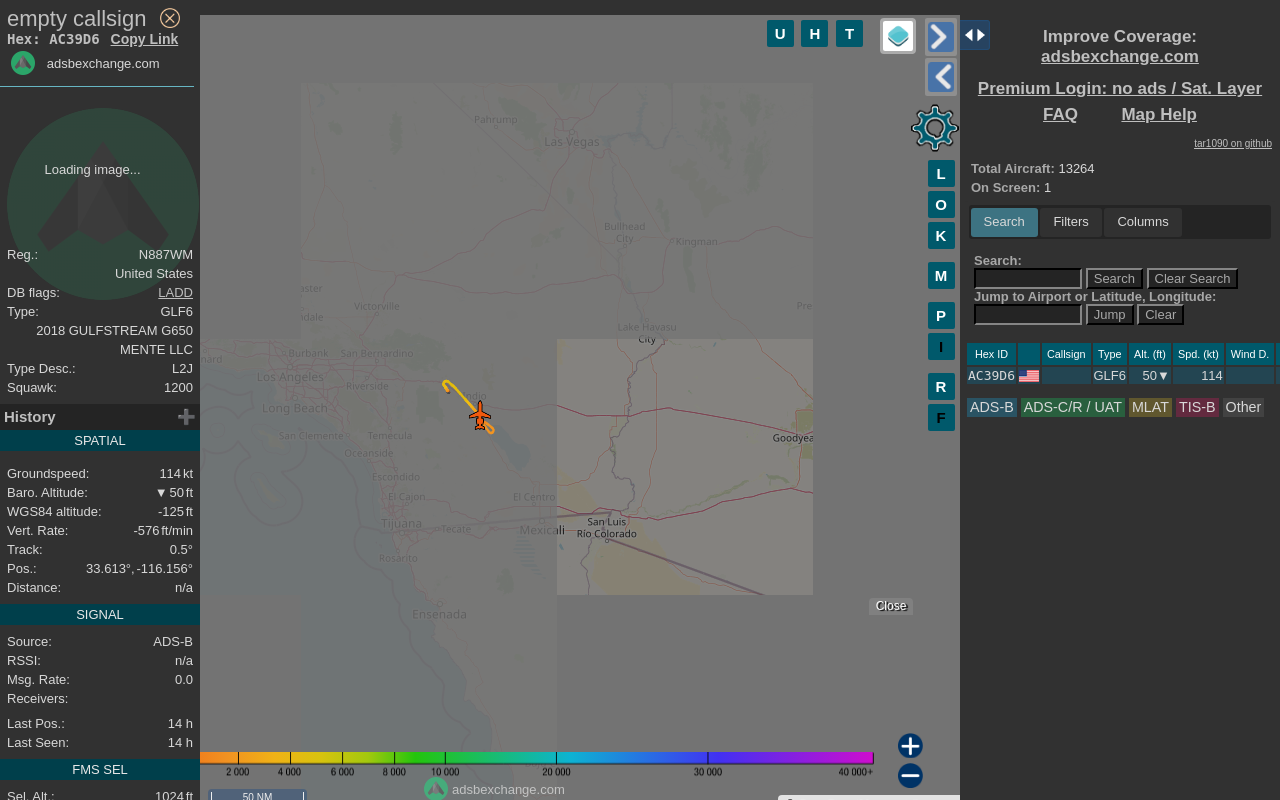 empty callsign
Hex: AC39D6 Copy Link
adsbexchange.com
Loading image...
Reg.: N887WM
United States
DB flags: LADD
Type: GLF6
2018 GULFSTREAM G650
MENTE LLC
Type Desc.: L2J
Squawk: 1200
History
SPATIAL
Groundspeed: 114 kt
Baro. Altitude: ▼ 50 ft
WGS84 altitude: -125 ft
Vert. Rate: -576 ft/min
Track: 0.5°
Pos.: 33.613°, -116.156°
Distance: n/a
SIGNAL
Source: ADS-B
RSSI: n/a
Msg. Rate: 0.0
Receivers:
Last Pos.: 14 h
Last Seen: 14 h
FMS SEL
Sel. Alt.: 1024 ft
U H T
L
O
K
M
P
I
R
F
Pahrump
Las Vegas
Bullhead
City
Kingman
Victorville
Lake Havasu
City
Burbank
San Bernardino
Los Angeles
Riverside
Long Beach
Indio
San Clemente
Temecula
Oceanside
Escondido
El Cajon
El Centro
Tijuana
Tecate
Mexicali
San Luis
Río Colorado
Rosarito
Ensenada
Goodyea
Pre
Close
2 000 4 000 6 000 8 000 10 000 20 000 30 000 40 000+
adsbexchange.com
50 NM
Improve Coverage:
adsbexchange.com
Premium Login: no ads / Sat. Layer
FAQ Map Help
tar1090 on github
Total Aircraft: 13264
On Screen: 1
Search Filters Columns
Search:
Search Clear Search
Jump to Airport or Latitude, Longitude:
Jump Clear
Hex ID Callsign Type Alt. (ft) Spd. (kt) Wind D.
AC39D6 GLF6 50▼ 114
ADS-B ADS-C/R / UAT MLAT TIS-B Other